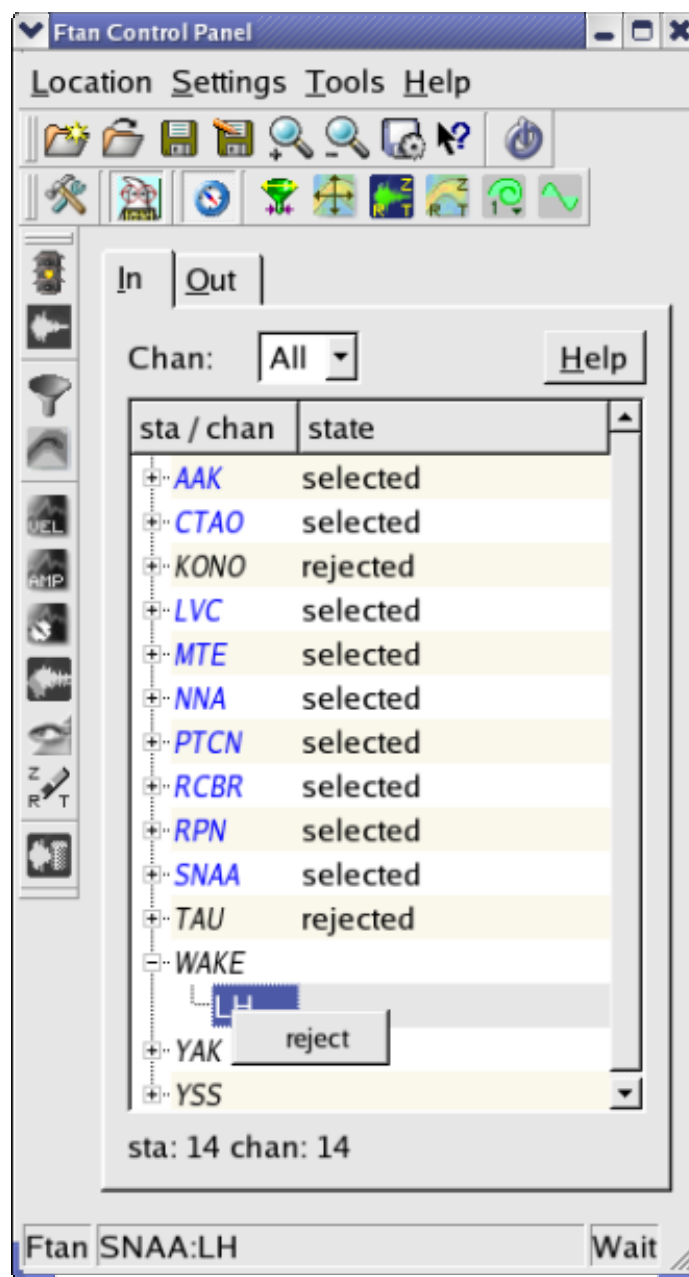 Ftan Control Panel
Location Settings Tools Help
In Out
Chan: All Help
sta / chan state
AAK selected
CTAO selected
KONO rejected
LVC selected
MTE selected
NNA selected
PTCN selected
RCBR selected
RPN selected
SNAA selected
TAU rejected
WAKE
LH
reject
YAK
YSS
VEL
AMP
Z
R T
sta: 14 chan: 14
Ftan SNAA:LH Wait